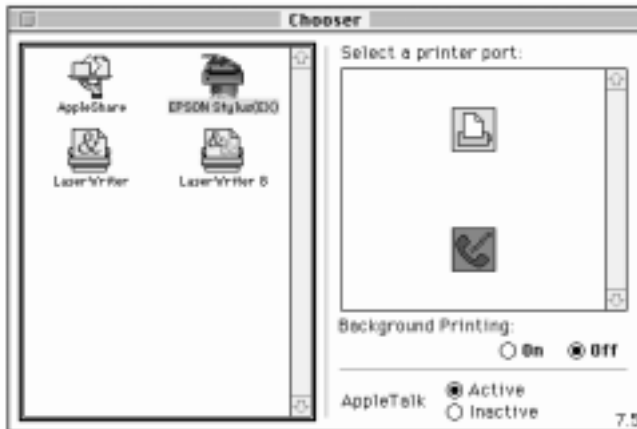 Chooser
Select a printer port:
AppleShare
EPSON Stylus(EX)
LaserWriter
LaserWriter 8
Background Printing:
On
Off
AppleTalk
Active
Inactive
7.5